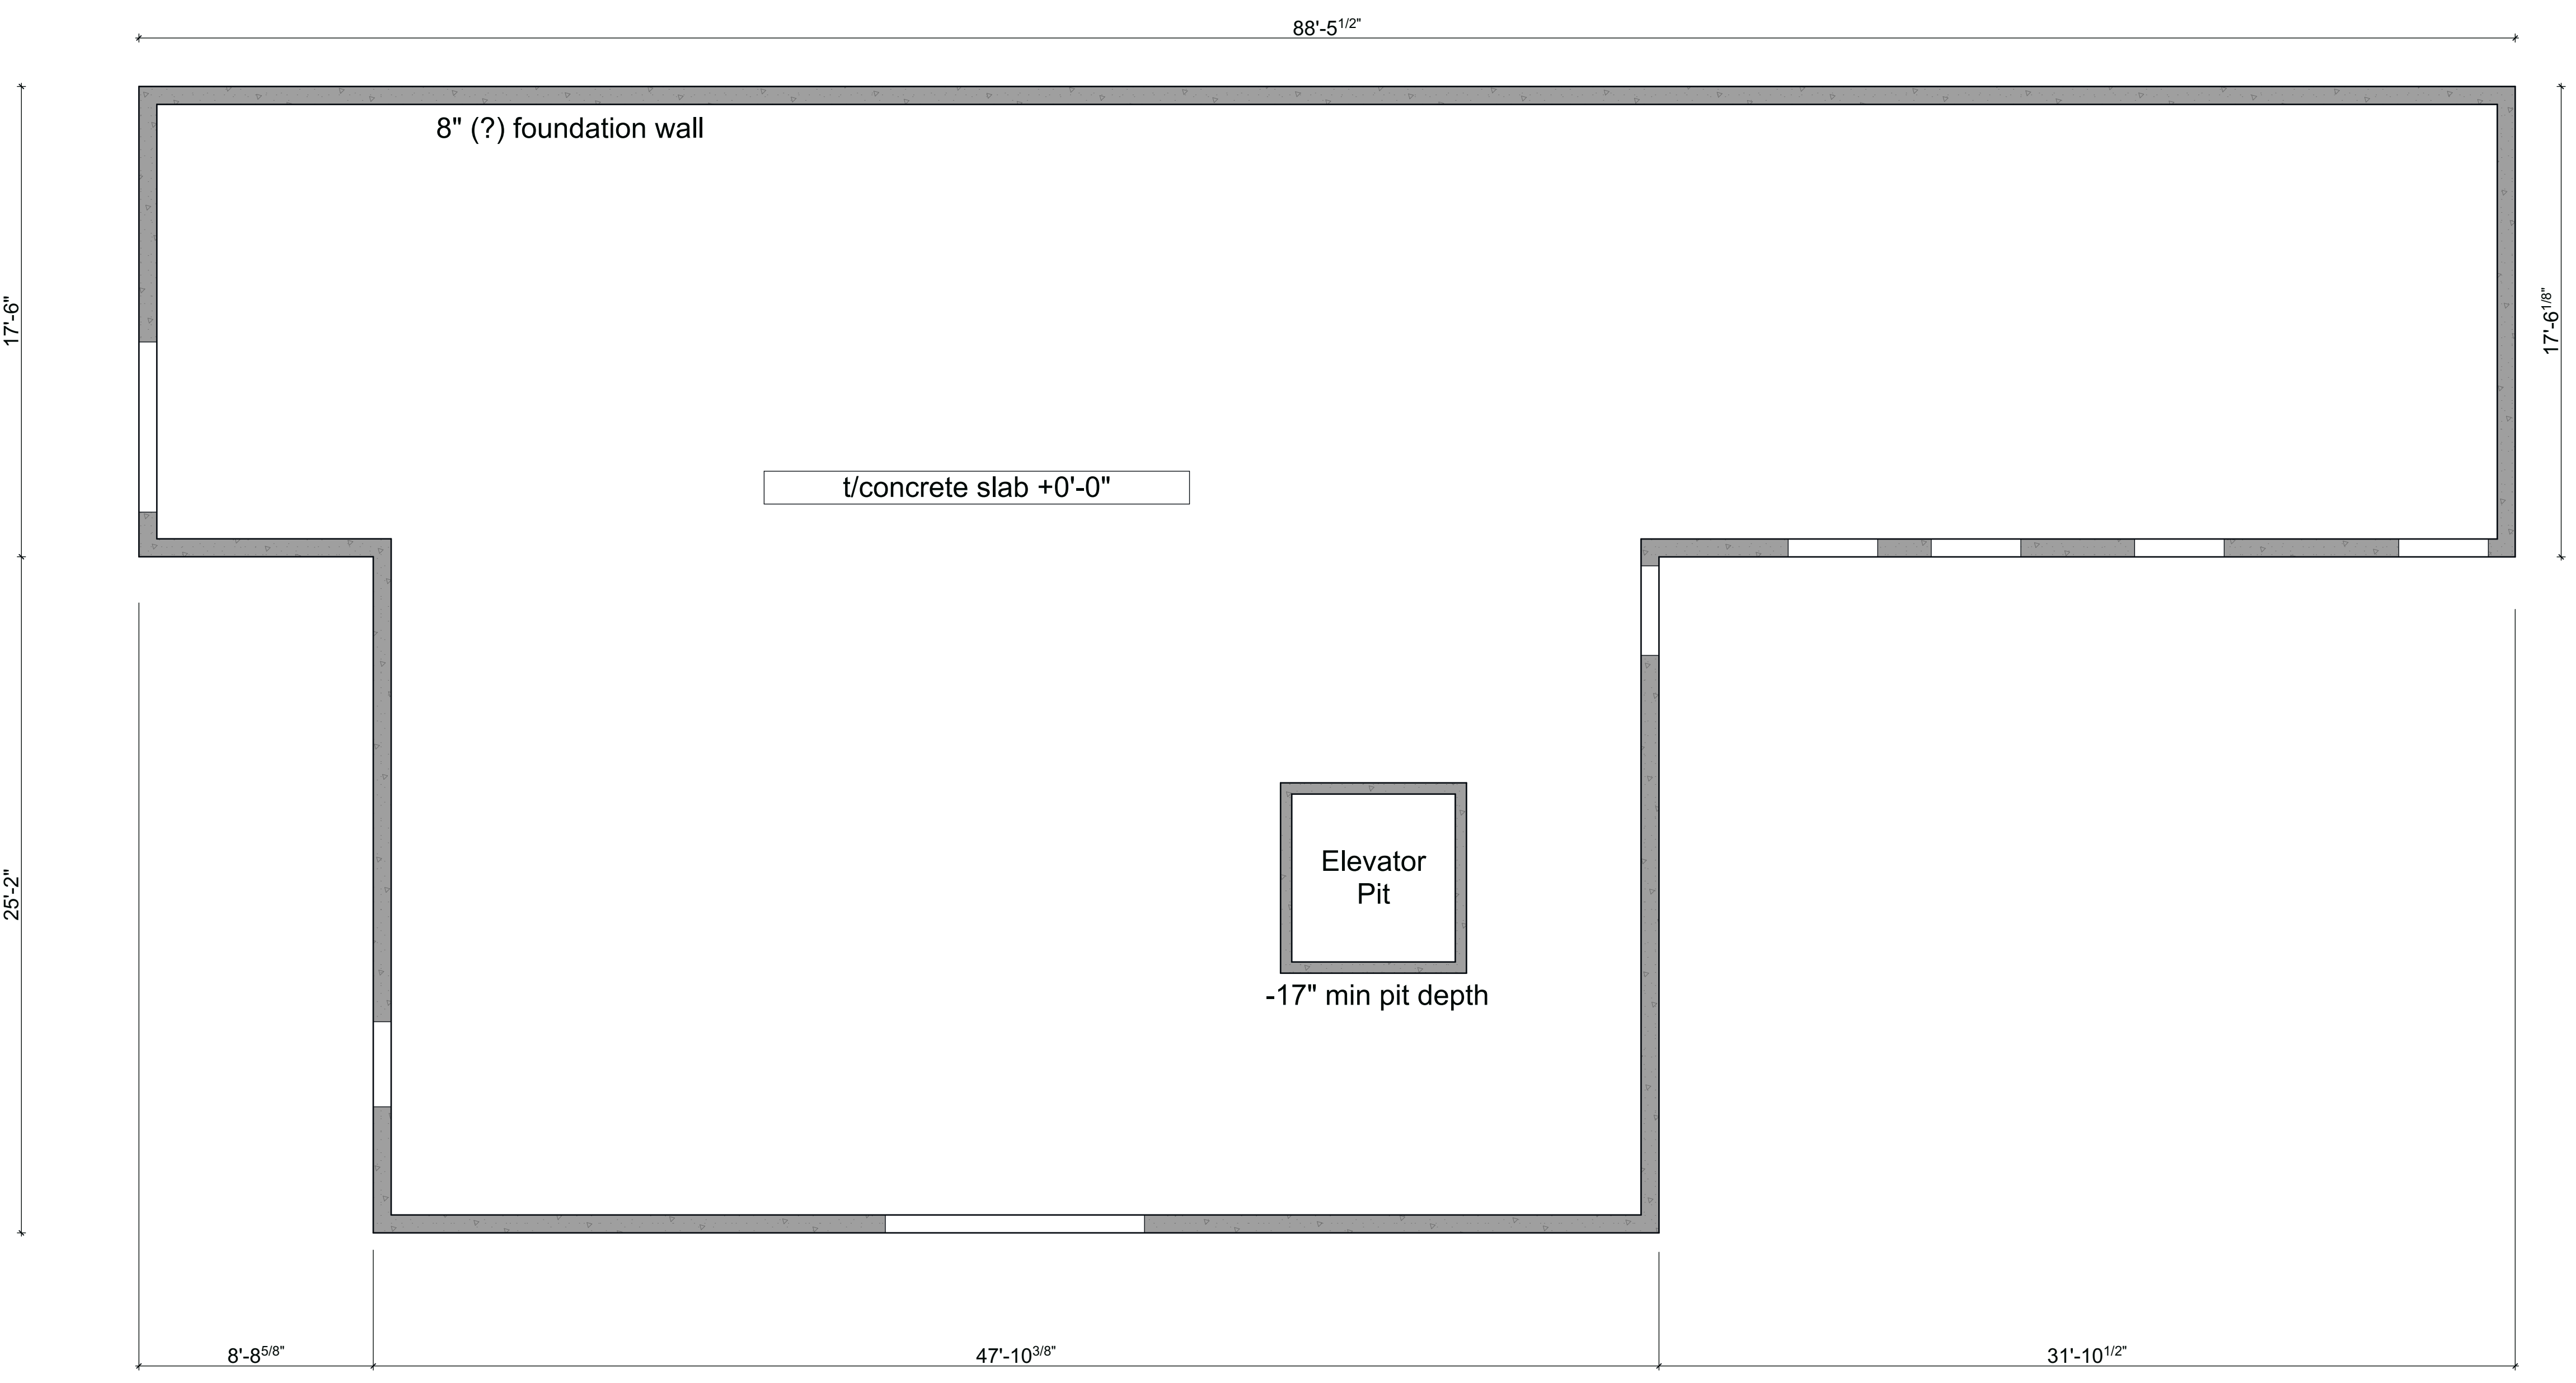 88'-5 1/2"
8" (?) foundation wall
17'-6"
17'-6 1/8"
t/concrete slab +0'-0"
Elevator
Pit
25'-2"
-17" min pit depth
8'-8 5/8"
47'-10 3/8"
31'-10 1/2"